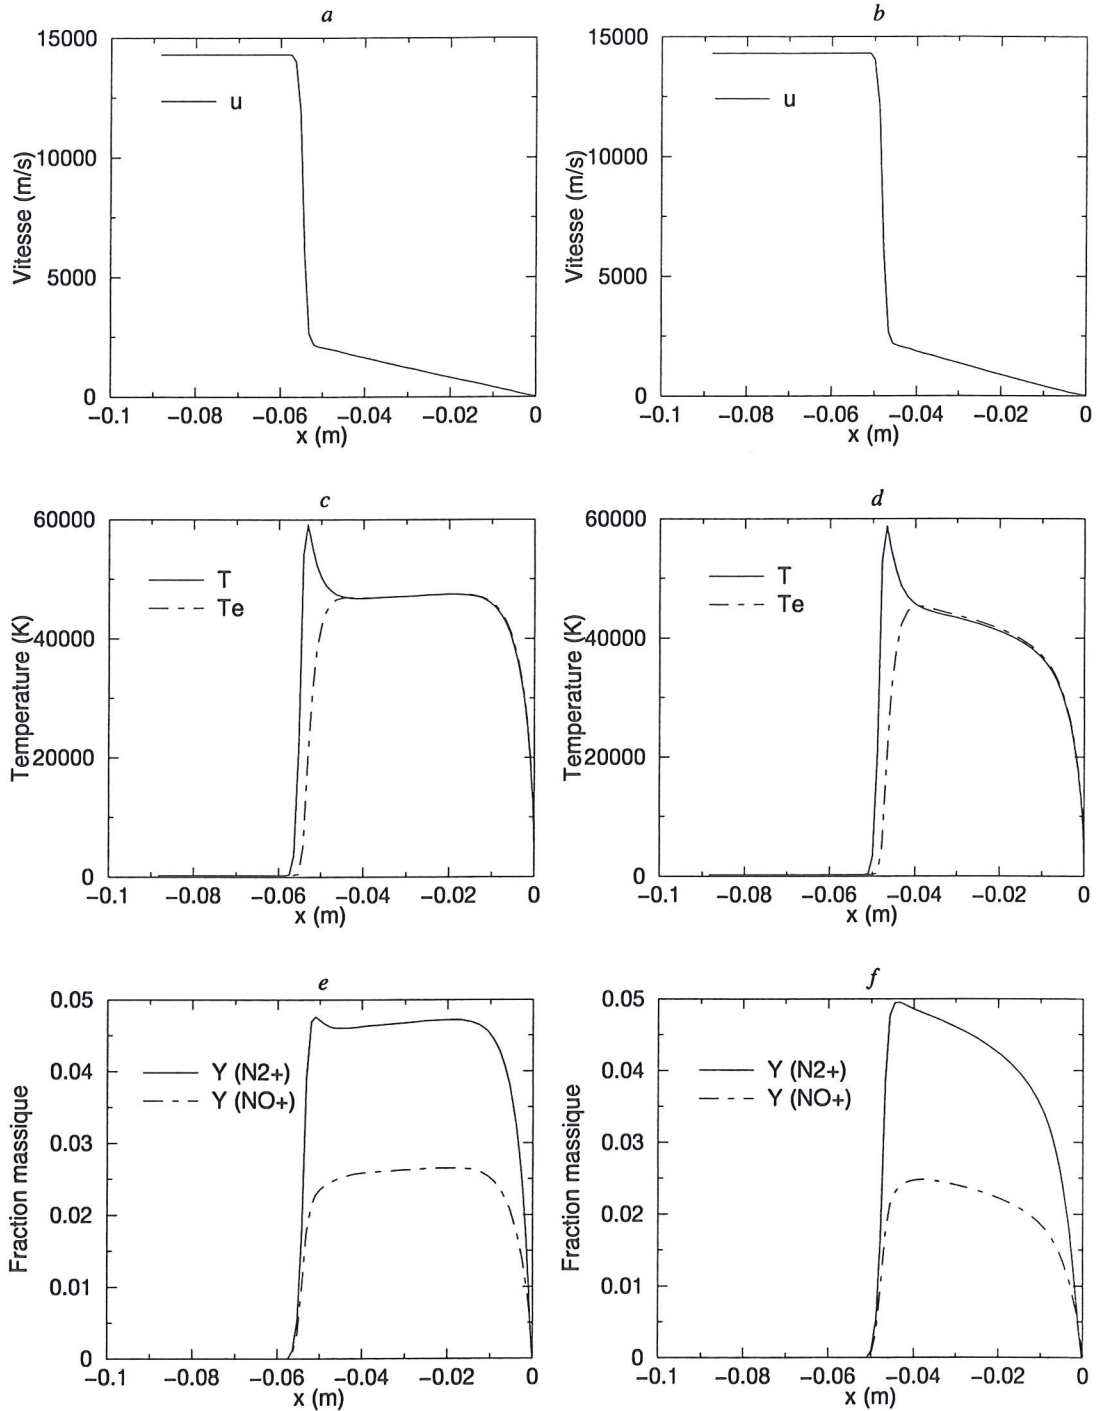 a
15000
10000
5000
0
Vitesse (m/s)
u
−0.1 −0.08 −0.06 −0.04 −0.02 0
x (m)
b
15000
10000
5000
0
Vitesse (m/s)
u
−0.1 −0.08 −0.06 −0.04 −0.02 0
x (m)
c
60000
40000
20000
0
Temperature (K)
T
Te
−0.1 −0.08 −0.06 −0.04 −0.02 0
x (m)
d
60000
40000
20000
0
Temperature (K)
T
Te
−0.1 −0.08 −0.06 −0.04 −0.02 0
x (m)
e
0.05
0.04
0.03
0.02
0.01
0
Fraction massique
Y (N2+)
Y (NO+)
−0.1 −0.08 −0.06 −0.04 −0.02 0
x (m)
f
0.05
0.04
0.03
0.02
0.01
0
Fraction massique
Y (N2+)
Y (NO+)
−0.1 −0.08 −0.06 −0.04 −0.02 0
x (m)